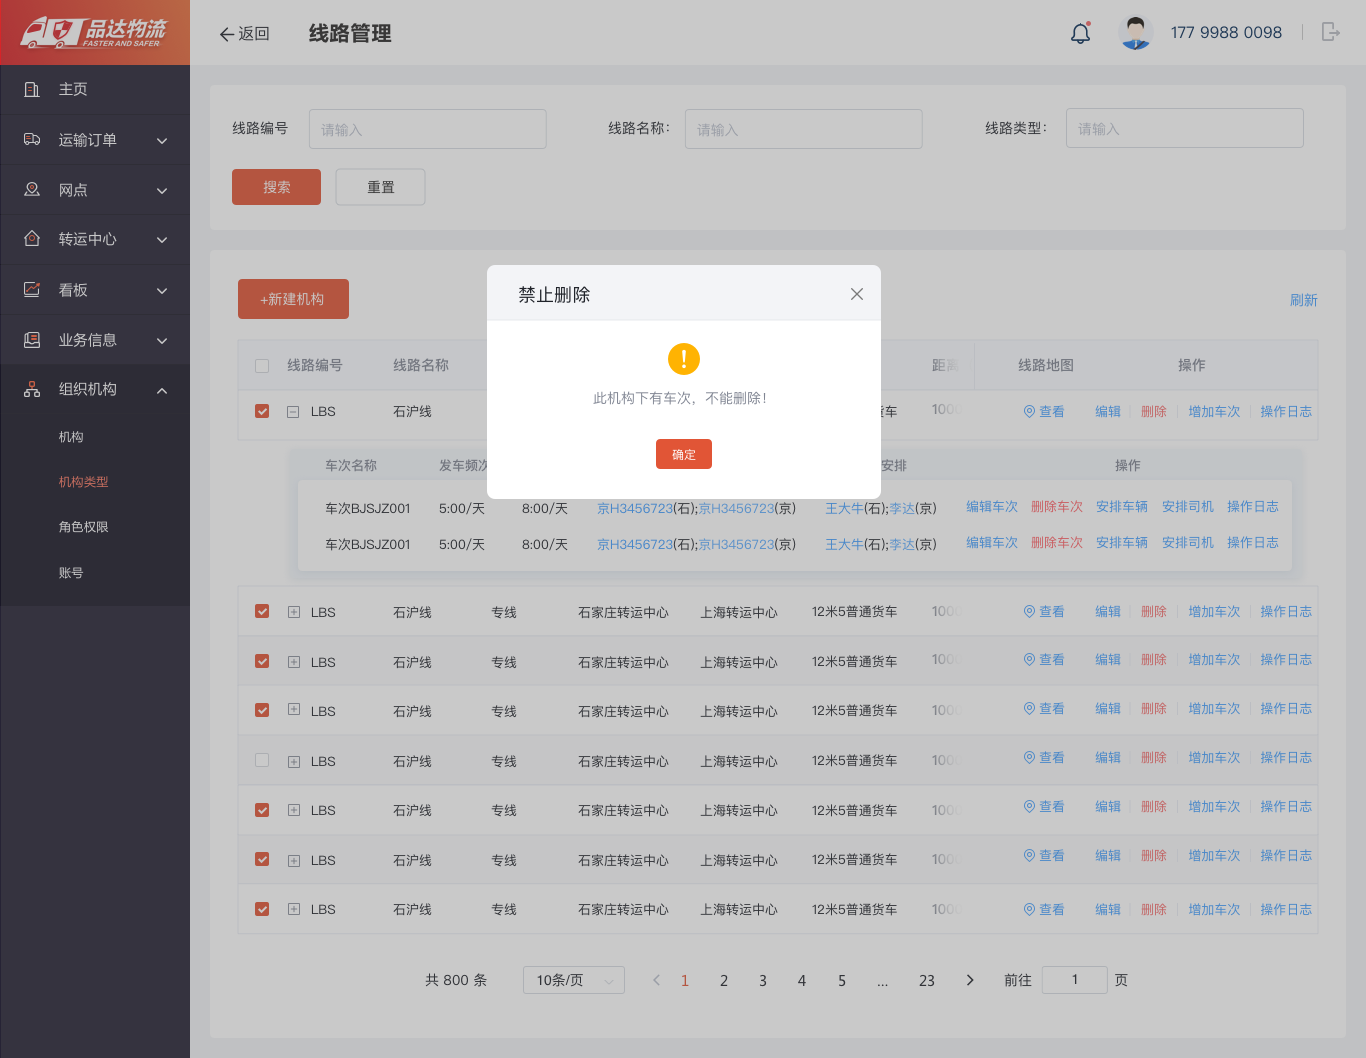 品达物流
FASTER AND SAFER
返回
线路管理
177 9988 0098
主页
运输订单
网点
转运中心
看板
业务信息
组织机构
机构
机构类型
角色权限
账号
线路编号 请输入 线路名称： 请输入 线路类型： 请输入
搜索 重置
+新建机构 刷新
禁止删除
此机构下有车次，不能删除！
确定
线路编号 线路名称 线路地图 操作
LBS 石沪线 车 查看 编辑 删除 增加车次 操作日志
车次名称 发车频次 安排 操作
车次BJSJZ001 5:00/天 8:00/天 京H3456723(石);京H3456723(京) 王大牛(石);李达(京) 编辑车次 删除车次 安排车辆 安排司机 操作日志
车次BJSJZ001 5:00/天 8:00/天 京H3456723(石);京H3456723(京) 王大牛(石);李达(京) 编辑车次 删除车次 安排车辆 安排司机 操作日志
LBS 石沪线 专线 石家庄转运中心 上海转运中心 12米5普通货车 100 查看 编辑 删除 增加车次 操作日志
LBS 石沪线 专线 石家庄转运中心 上海转运中心 12米5普通货车 100 查看 编辑 删除 增加车次 操作日志
LBS 石沪线 专线 石家庄转运中心 上海转运中心 12米5普通货车 100 查看 编辑 删除 增加车次 操作日志
LBS 石沪线 专线 石家庄转运中心 上海转运中心 12米5普通货车 100 查看 编辑 删除 增加车次 操作日志
LBS 石沪线 专线 石家庄转运中心 上海转运中心 12米5普通货车 100 查看 编辑 删除 增加车次 操作日志
LBS 石沪线 专线 石家庄转运中心 上海转运中心 12米5普通货车 100 查看 编辑 删除 增加车次 操作日志
LBS 石沪线 专线 石家庄转运中心 上海转运中心 12米5普通货车 100 查看 编辑 删除 增加车次 操作日志
共 800 条 10条/页 1 2 3 4 5 ... 23 前往 1 页